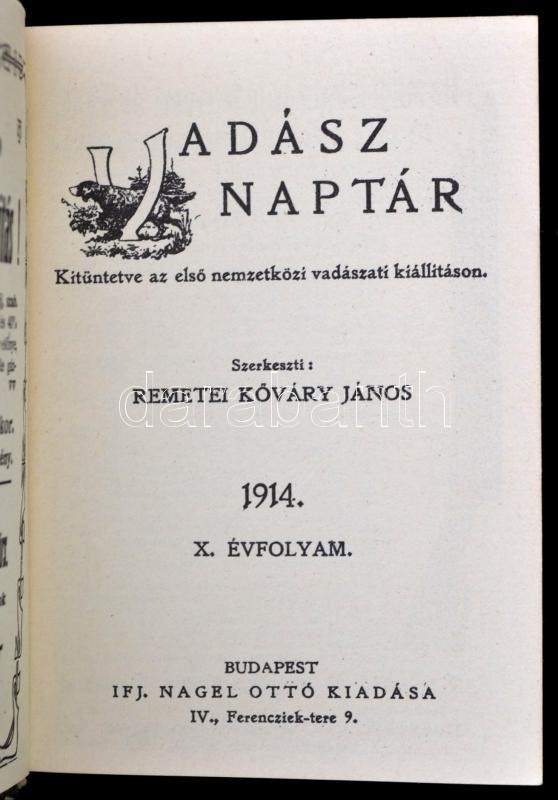 VADÁSZ
NAPTÁR
Kitüntetve az első nemzetközi vadászati kiállításon.
Szerkeszti:
REMETEI KŐVÁRY JÁNOS
darabanth
1914.
X. ÉVFOLYAM.
BUDAPEST
IFJ. NAGEL OTTÓ KIADÁSA
IV., Ferencziek-tere 9.